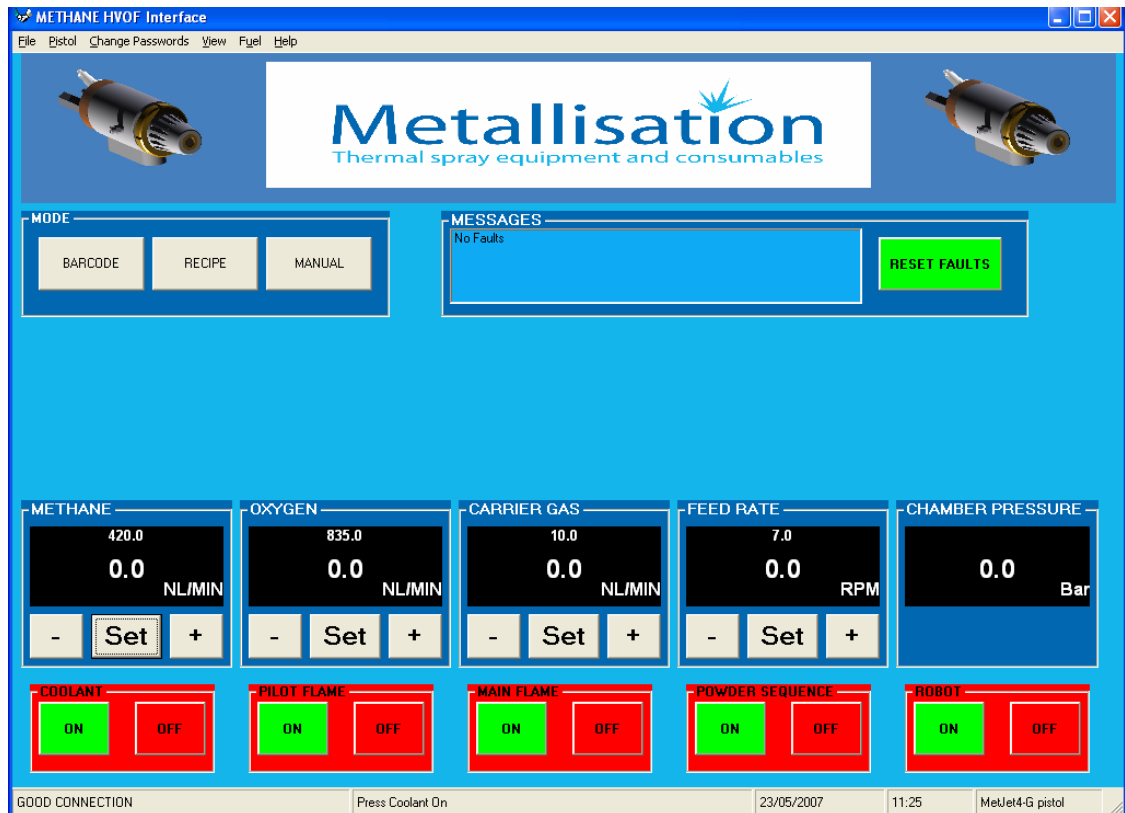 METHANE HVOF Interface
File Pistol Change Passwords View Fuel Help
Metallisation
Thermal spray equipment and consumables
MODE
BARCODE RECIPE MANUAL
MESSAGES
No Faults
RESET FAULTS
METHANE
420.0
0.0
NL/MIN
- Set +
OXYGEN
835.0
0.0
NL/MIN
- Set +
CARRIER GAS
10.0
0.0
NL/MIN
- Set +
FEED RATE
7.0
0.0
RPM
- Set +
CHAMBER PRESSURE
0.0
Bar
COOLANT
ON OFF
PILOT FLAME
ON OFF
MAIN FLAME
ON OFF
POWDER SEQUENCE
ON OFF
ROBOT
ON OFF
GOOD CONNECTION Press Coolant On 23/05/2007 11:25 MetJet4-G pistol